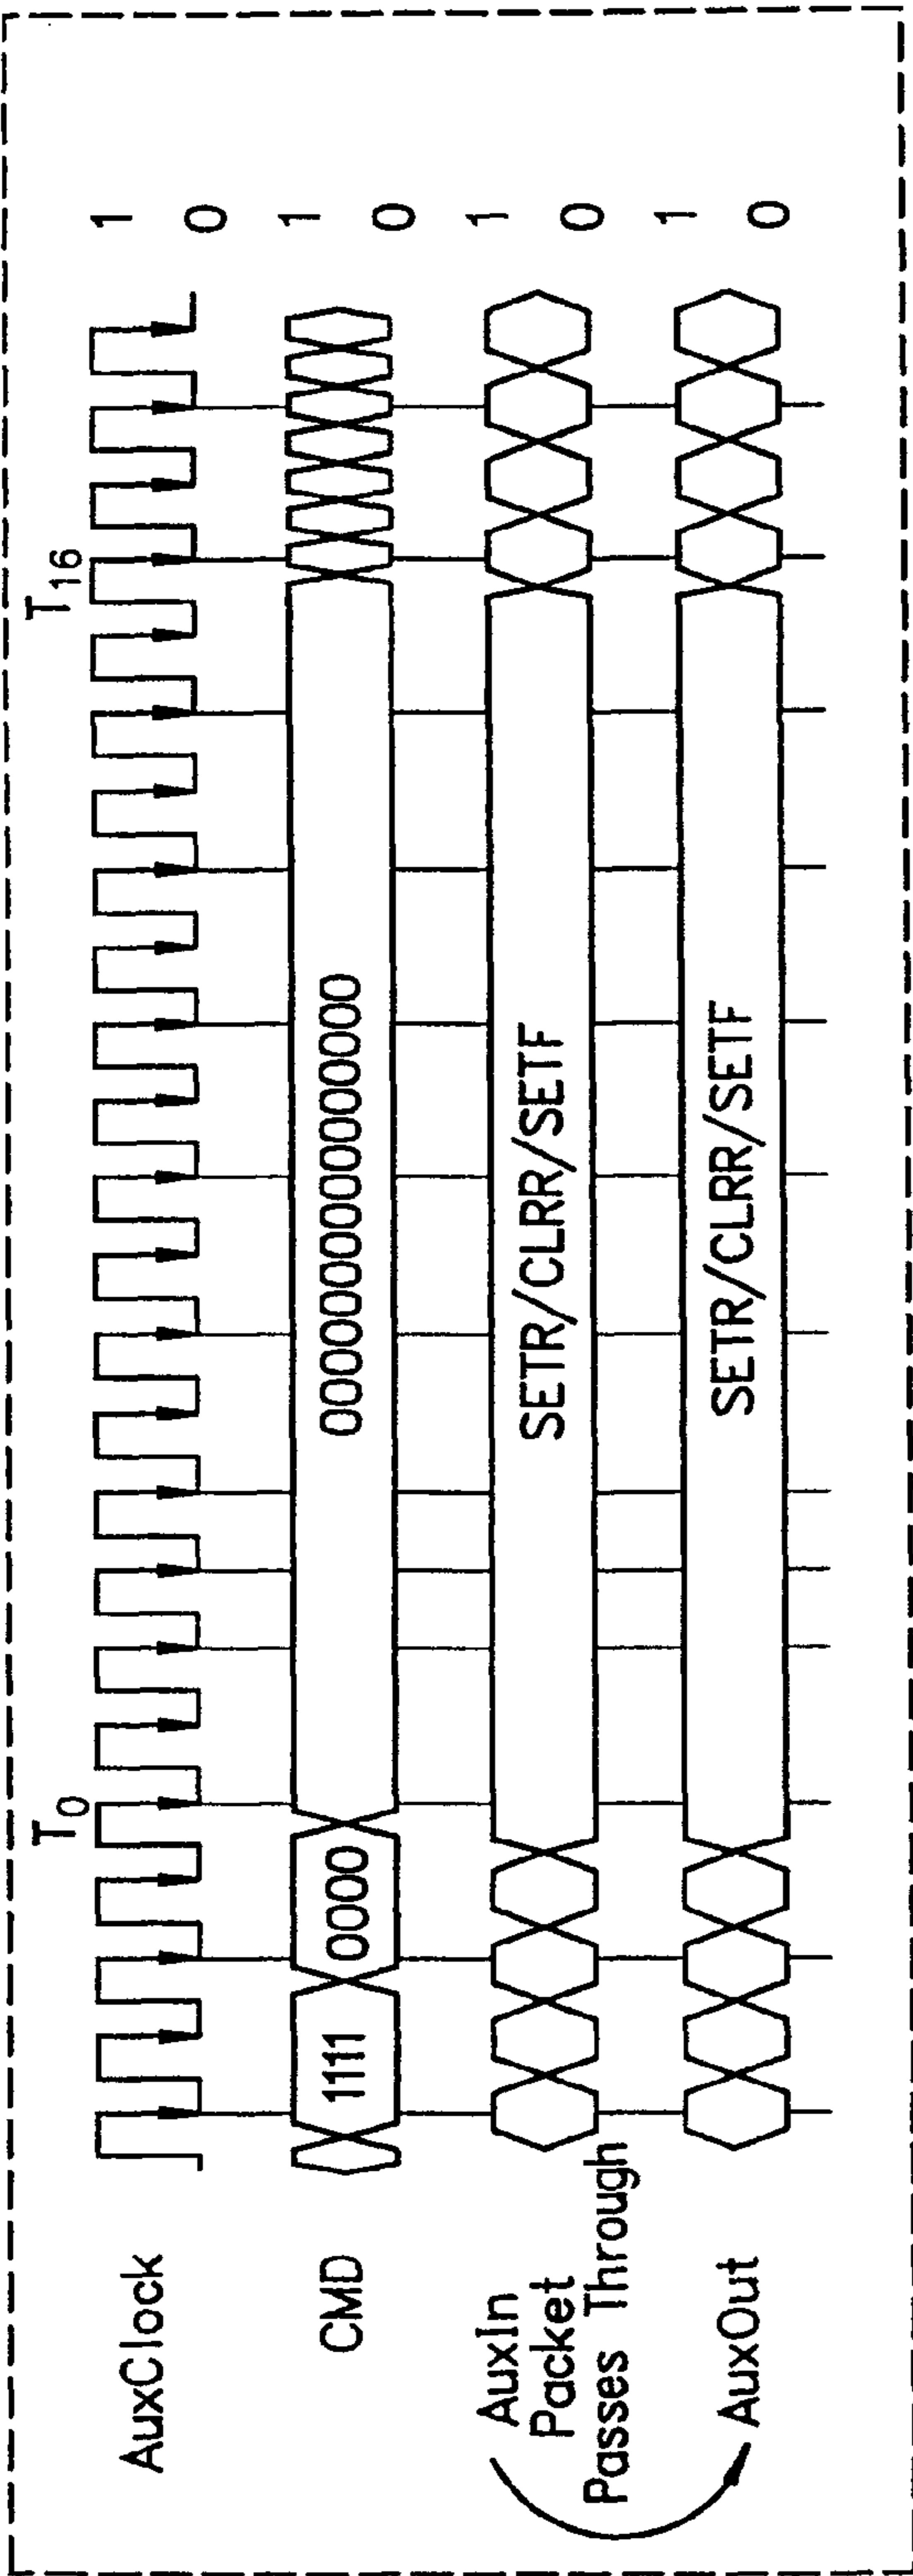 T0 T16
AuxClock 1
0
CMD 1111 0000 0000000000000000 1
0
AuxIn
Packet
Passes Through
SETR/CLRR/SETF 1
0
AuxOut SETR/CLRR/SETF 1
0